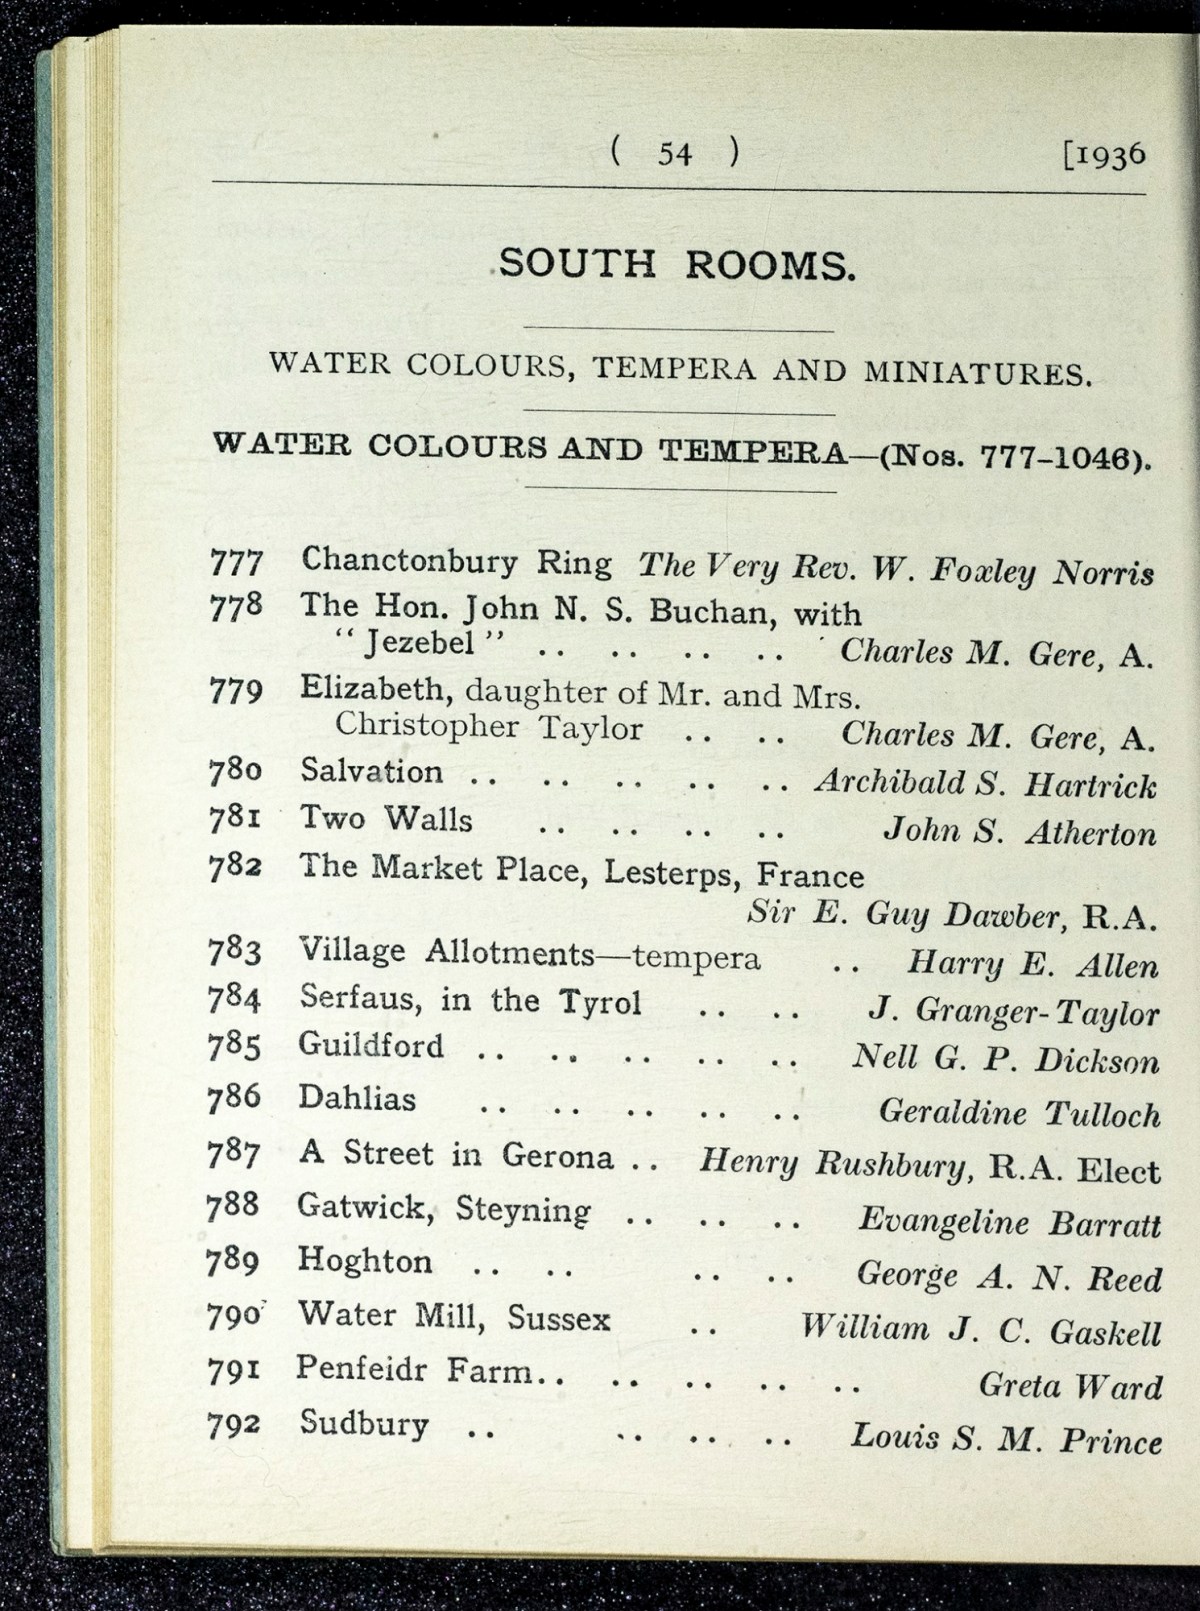 ( 54 ) [1936
SOUTH ROOMS.
WATER COLOURS, TEMPERA AND MINIATURES.
WATER COLOURS AND TEMPERA—(Nos. 777-1046).
777 Chanctonbury Ring The Very Rev. W. Foxley Norris
778 The Hon. John N. S. Buchan, with
"Jezebel" .. .. .. .. Charles M. Gere, A.
779 Elizabeth, daughter of Mr. and Mrs.
Christopher Taylor .. .. Charles M. Gere, A.
780 Salvation .. .. .. .. .. Archibald S. Hartrick
781 Two Walls .. .. .. .. John S. Atherton
782 The Market Place, Lesterps, France
Sir E. Guy Dawber, R.A.
783 Village Allotments—tempera .. Harry E. Allen
784 Serfaus, in the Tyrol .. .. J. Granger-Taylor
785 Guildford .. .. .. .. .. Nell G. P. Dickson
786 Dahlias .. .. .. .. .. Geraldine Tulloch
787 A Street in Gerona .. Henry Rushbury, R.A. Elect
788 Gatwick, Steyning .. .. .. Evangeline Barratt
789 Hoghton .. .. .. .. George A. N. Reed
790 Water Mill, Sussex .. William J. C. Gaskell
791 Penfeidr Farm.. .. .. .. .. Greta Ward
792 Sudbury .. .. .. .. Louis S. M. Prince